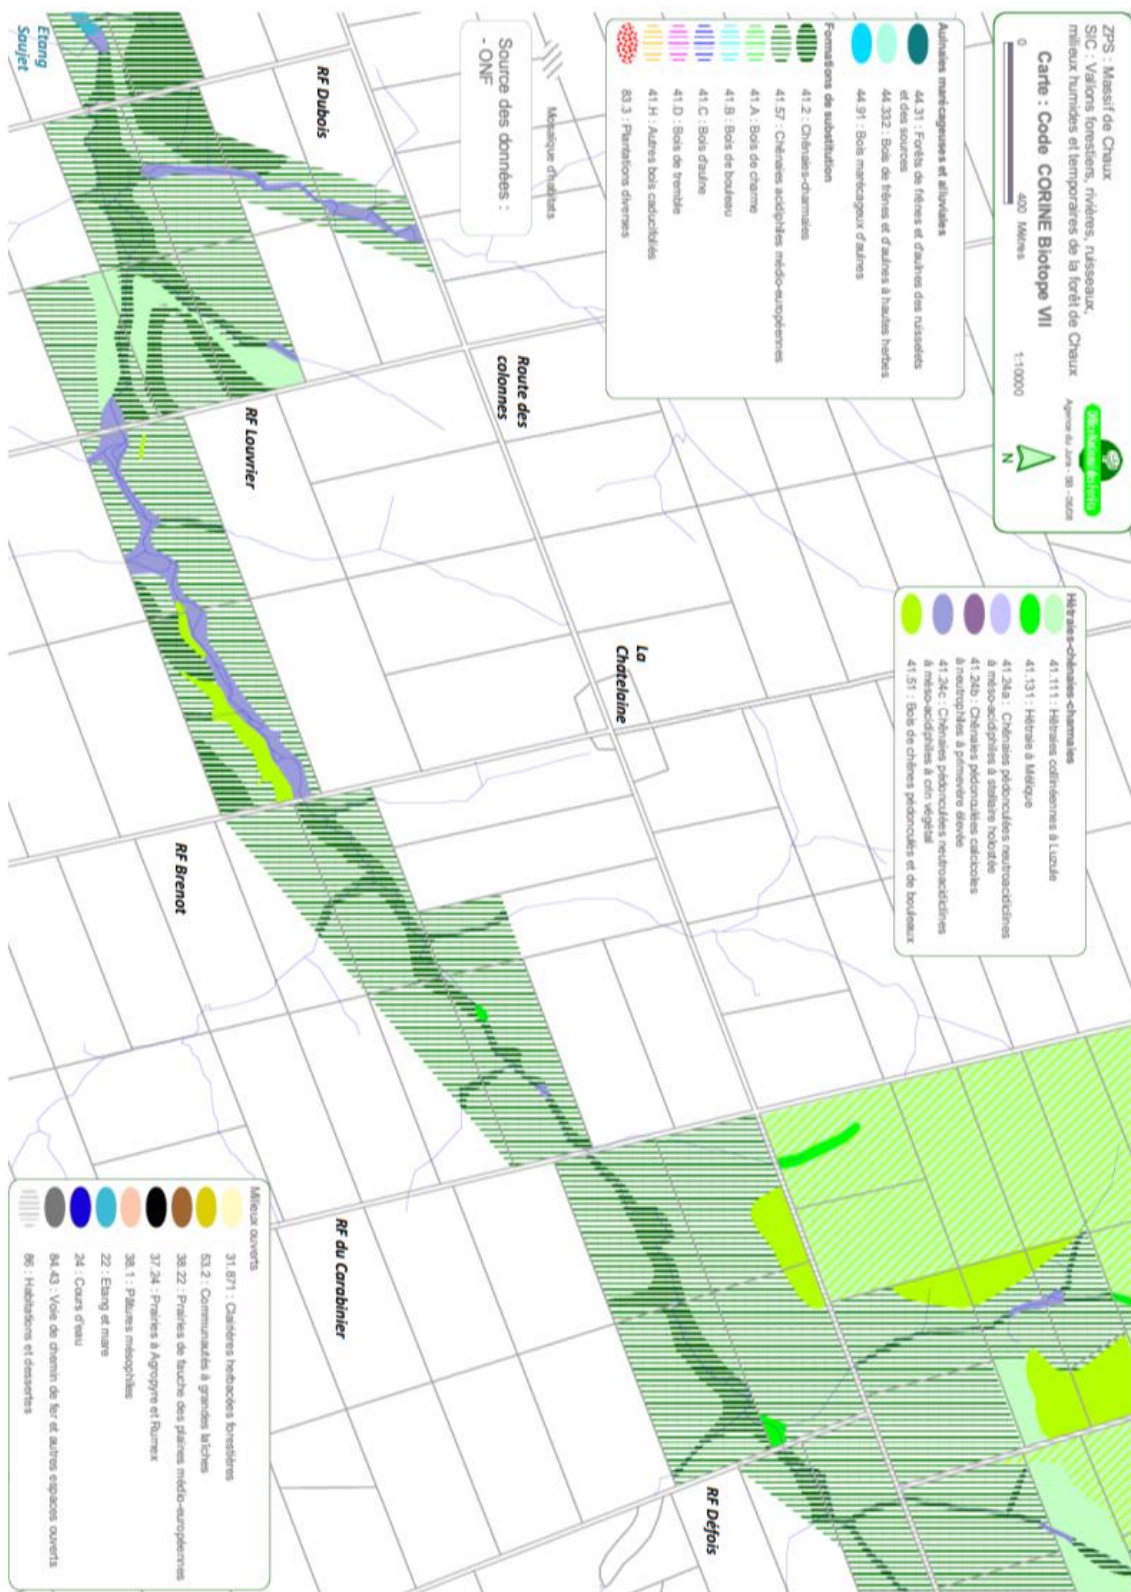 ZPS : Massif de Chaux
SIC : Vallons forestiers, rivières, ruisseaux,
milieux humides et temporaires de la forêt de Chaux
Carte : Code CORINE Biotope VII
0 400 Mètres
1:10000
Agence du Jura - SB - 06/08
N
Aulnaies marécageuses et alluviales
44.31 : Forêts de frênes et d'aulnes des ruisselets
et des sources
44.332 : Bois de frênes et d'aulnes à hautes herbes
44.91 : Bois marécageux d'aulnes
Formations de substitution
41.2 : Chênaies-charmaies
41.57 : Chênaies acidiphiles médio-européennes
41.A : Bois de charme
41.B : Bois de bouleau
41.C : Bois d'aulne
41.D : Bois de tremble
41.H : Autres bois caducifoliés
83.3 : Plantations diverses
Mosaïque d'habitats
Source des données :
- ONF
Hêtraies-chênaies-charmaies
41.111 : Hêtraies collinéennes à Luzule
41.131 : Hêtraie à Mélique
41.24a : Chênaies pédonculées neutroacidiclines
à méso-acidiphiles à stellaire holostée
41.24b : Chênaies pédonculées calcicoles
à neutrophiles à primevère élevée
41.24c : Chênaies pédonculées neutroacidiclines
à méso-acidiphiles à crin végétal
41.51 : Bois de chênes pédonculés et de bouleaux
Milieux ouverts
31.871 : Clairières herbacées forestières
53.2 : Communautés à grandes laîches
38.22 : Prairies de fauche des plaines médio-européennes
37.24 : Prairies à Agropyre et Rumex
38.1 : Pâtures mésophiles
22 : Etang et mare
24 : Cours d'eau
84.43 : Voie de chemin de fer et autres espaces ouverts
86 : Habitations et dessertes
Etang
Saujet
RF Dubois
Route des
colonnes
RF Louvrier
La
Chatelaine
RF Brenot
RF du Carabinier
RF Défois